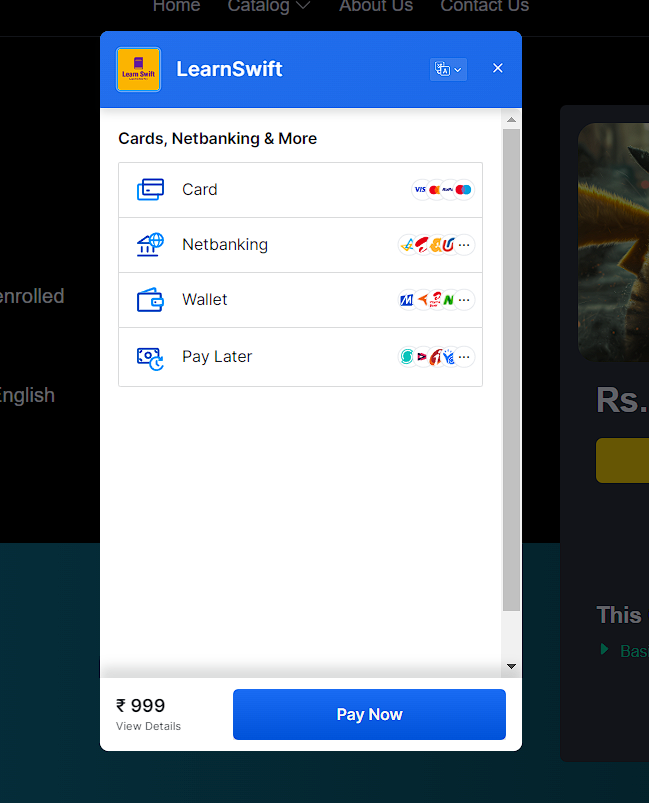 Home Catalog About Us Contact Us
Learn Swift
LearnSwift
Cards, Netbanking & More
Card
VISA
Netbanking
Wallet
Pay Later
enrolled
English
Rs.
This
Basi
₹ 999
View Details
Pay Now